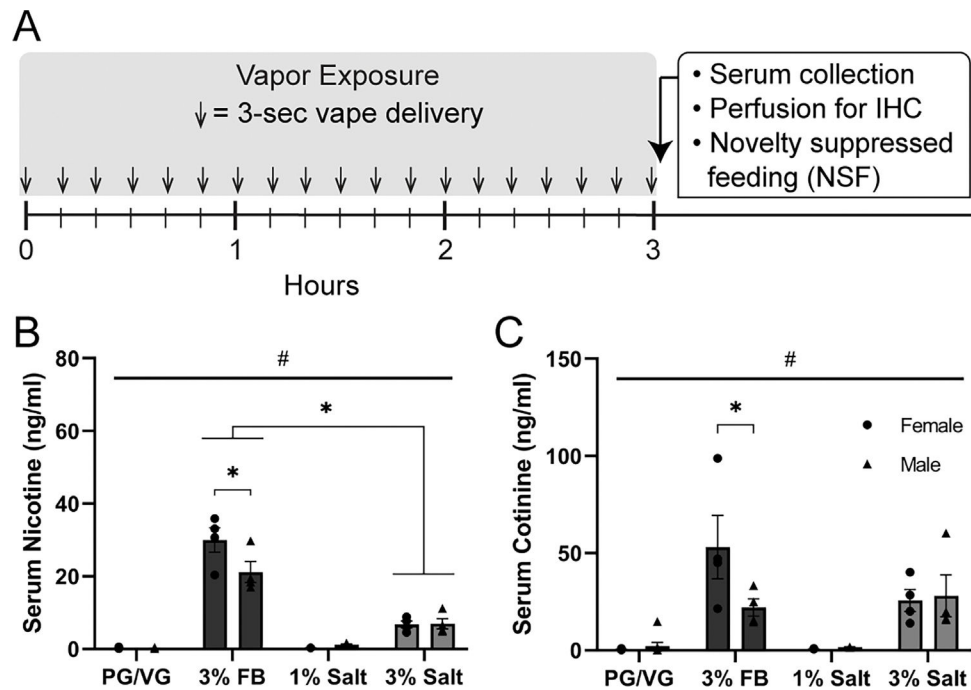 A
Vapor Exposure
↓ = 3-sec vape delivery
• Serum collection
• Perfusion for IHC
• Novelty suppressed
feeding (NSF)
0 1 2 3
Hours
B
Serum Nicotine (ng/ml)
80
60
40
20
0
#
*
*
PG/VG 3% FB 1% Salt 3% Salt
C
Serum Cotinine (ng/ml)
150
100
50
0
#
*
Female
Male
PG/VG 3% FB 1% Salt 3% Salt